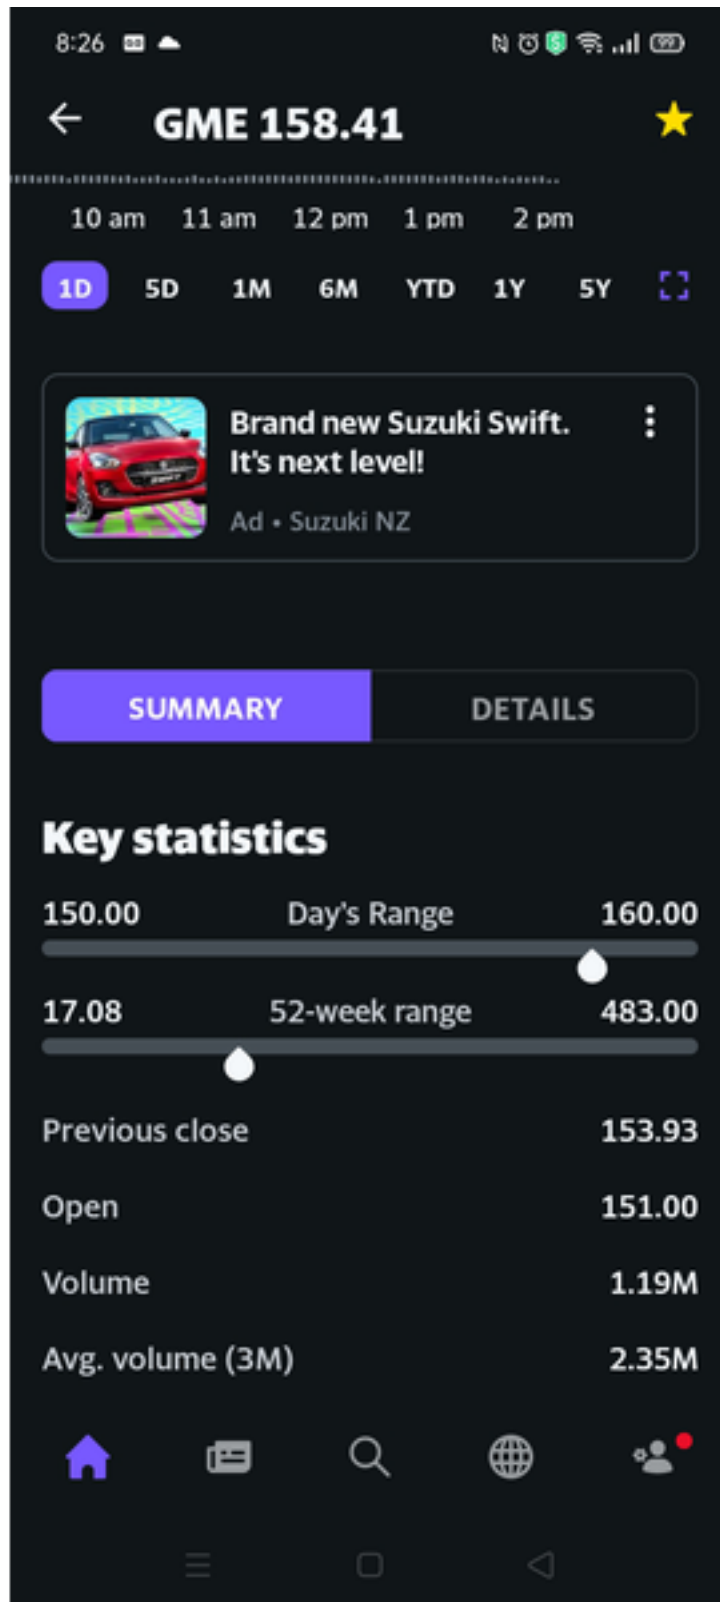 8:26
99
GME 158.41
10 am 11 am 12 pm 1 pm 2 pm
1D 5D 1M 6M YTD 1Y 5Y
Brand new Suzuki Swift.
It's next level!
Ad • Suzuki NZ
SUMMARY DETAILS
Key statistics
150.00 Day's Range 160.00
17.08 52-week range 483.00
Previous close 153.93
Open 151.00
Volume 1.19M
Avg. volume (3M) 2.35M